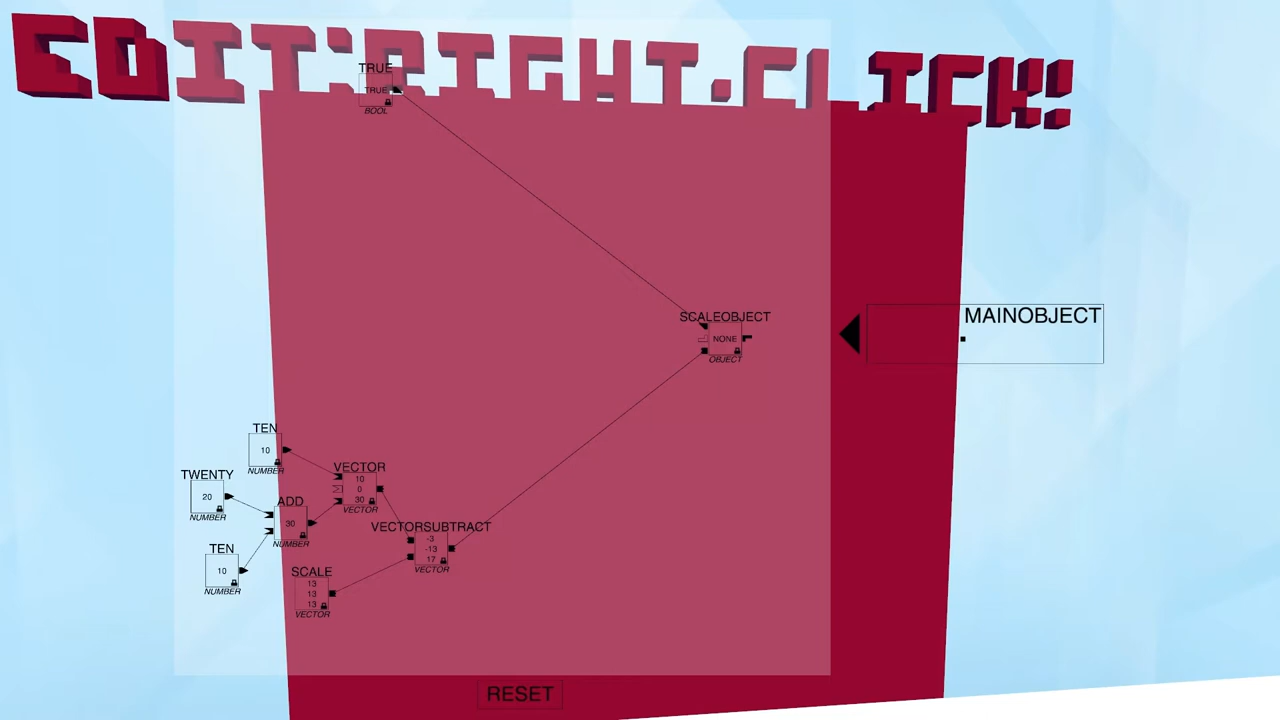 EDIT:RIGHT.CLICK!
TRUE
TRUE
BOOL
SCALEOBJECT
NONE
OBJECT
MAINOBJECT
TEN
10
NUMBER
TWENTY
20
NUMBER
ADD
30
NUMBER
VECTOR
10
0
30
VECTOR
TEN
10
NUMBER
VECTORSUBTRACT
-3
-13
17
VECTOR
SCALE
13
13
13
VECTOR
RESET